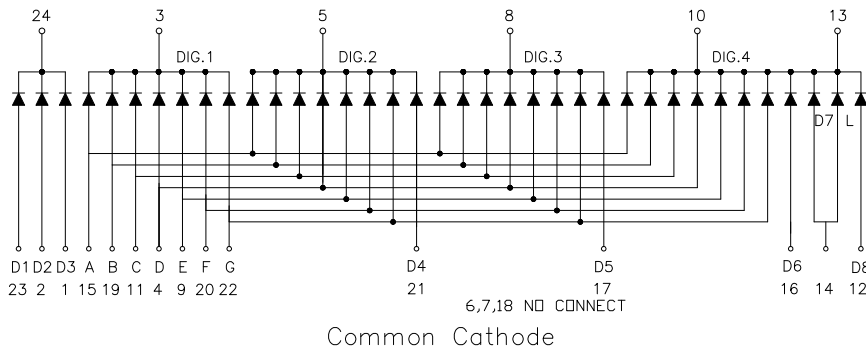 24 3 5 8 10 13
DIG.1 DIG.2 DIG.3 DIG.4
D7 L
D1 D2 D3 A B C D E F G D4 D5 D6 D8
23 2 1 15 19 11 4 9 20 22 21 17 16 14 12
6,7,18 NO CONNECT
Common Cathode